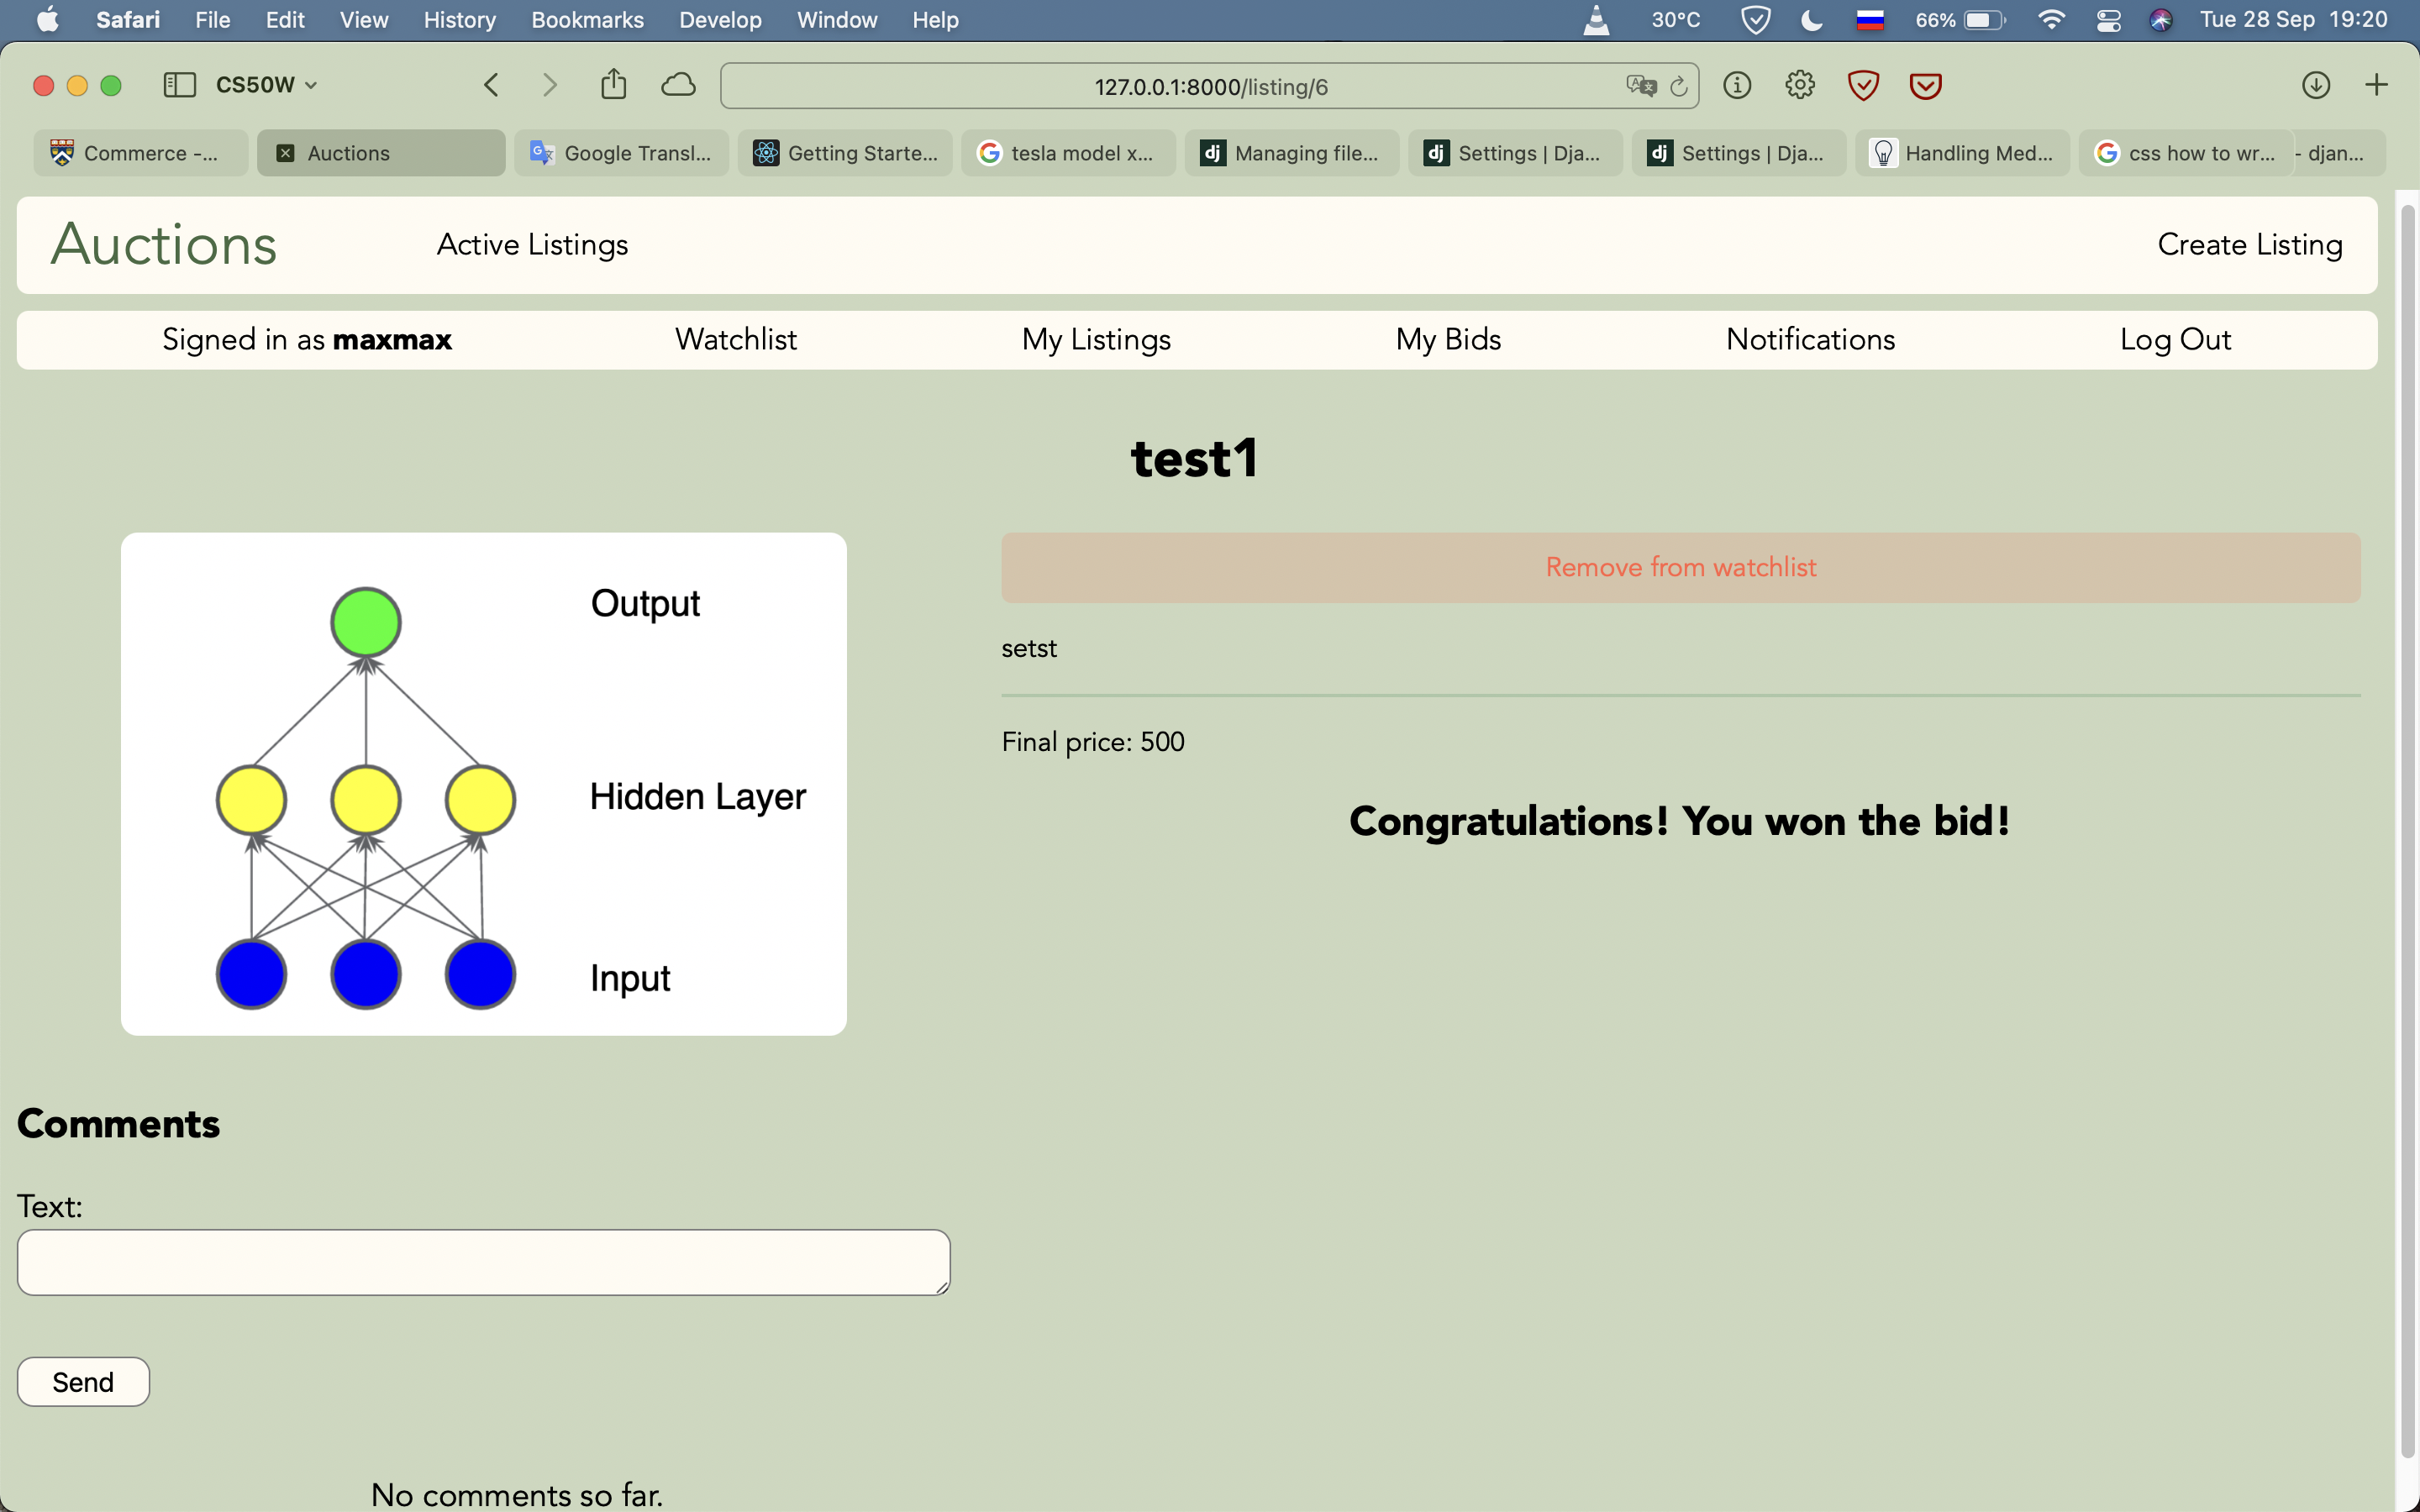 Safari File Edit View History Bookmarks Develop Window Help 30°C 66% Tue 28 Sep 19:20
CS50W 127.0.0.1:8000/listing/6
Commerce -... Auctions Google Transl... Getting Starte... tesla model x... Managing file... Settings | Dja... Settings | Dja... Handling Med... css how to wr... - djan...
Auctions Active Listings Create Listing
Signed in as maxmax Watchlist My Listings My Bids Notifications Log Out
test1
Output
Hidden Layer
Input
Remove from watchlist
setst
Final price: 500
Congratulations! You won the bid!
Comments
Text:
Send
No comments so far.